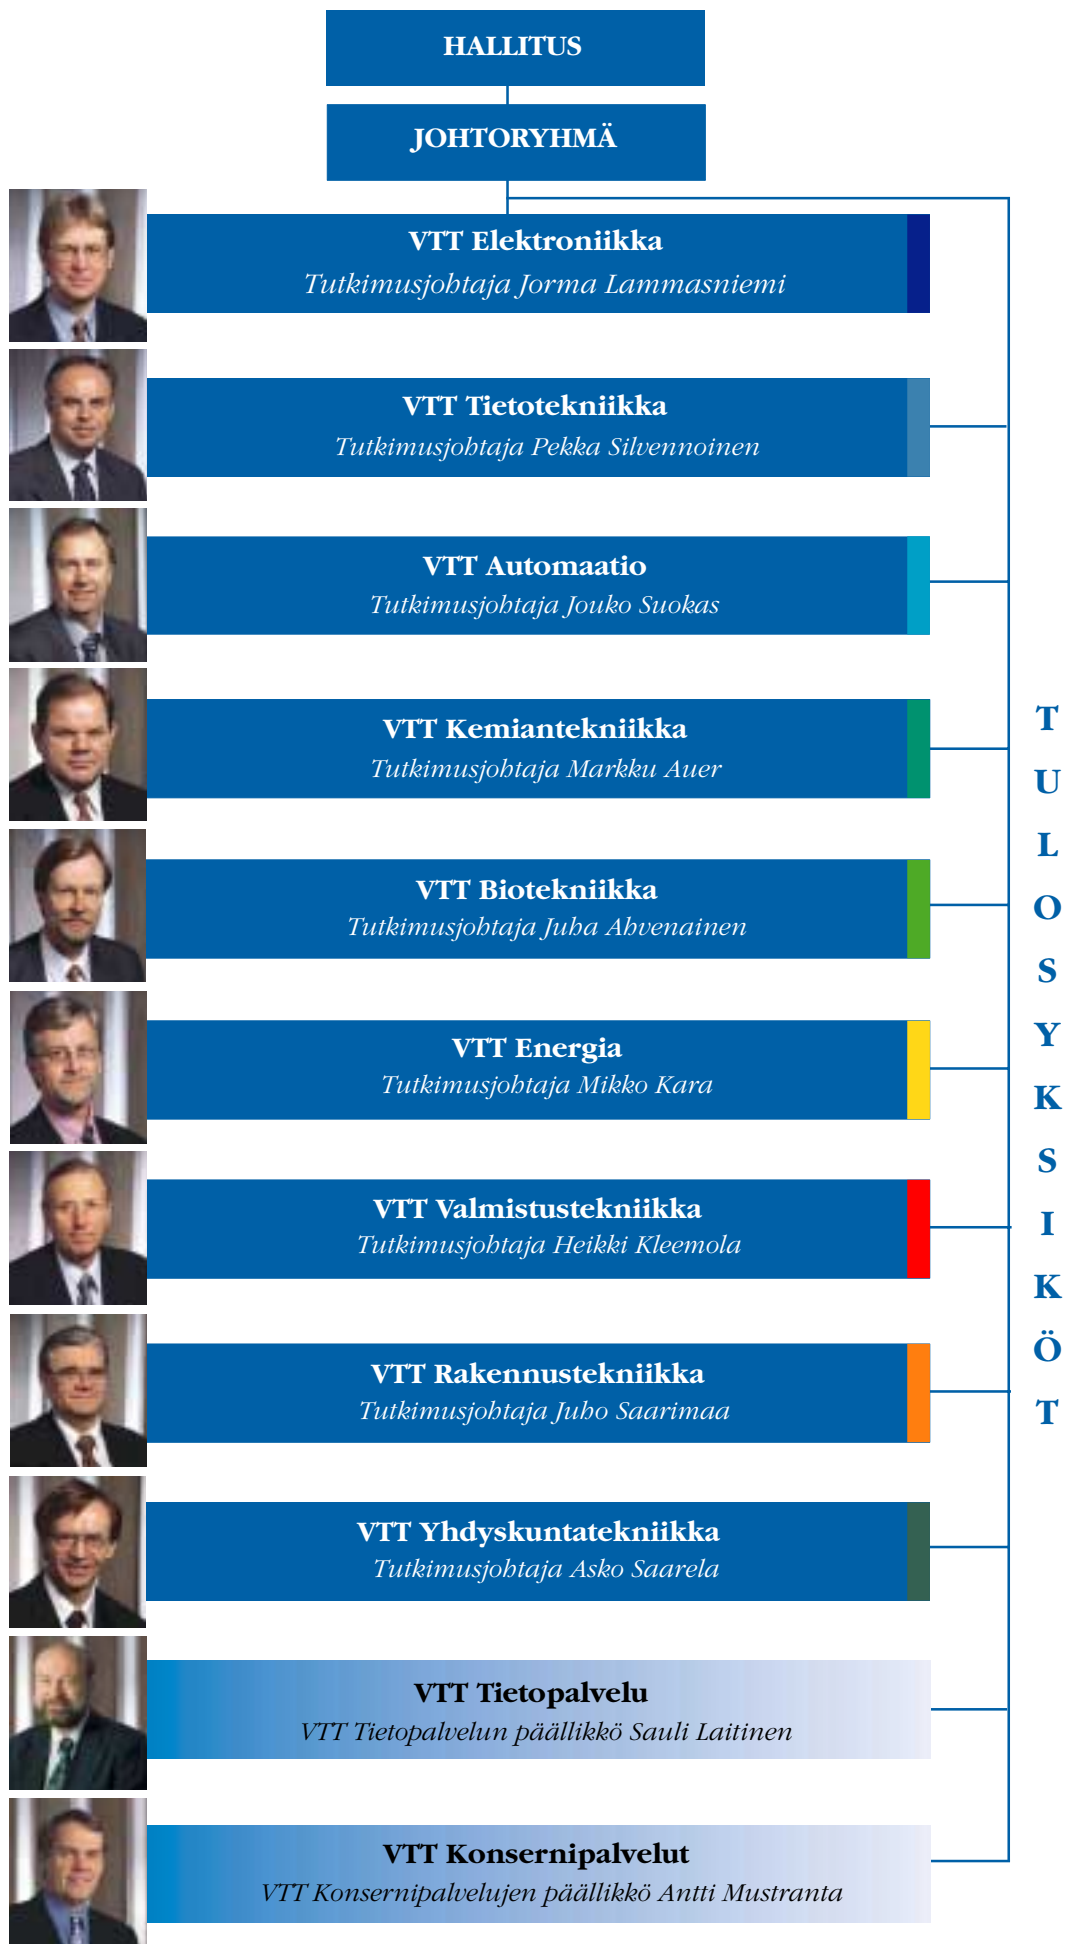 HALLITUS
JOHTORYHMÄ
VTT Elektroniikka
Tutkimusjohtaja Jorma Lammasniemi
VTT Tietotekniikka
Tutkimusjohtaja Pekka Silvennoinen
VTT Automaatio
Tutkimusjohtaja Jouko Suokas
VTT Kemiantekniikka
Tutkimusjohtaja Markku Auer
VTT Biotekniikka
Tutkimusjohtaja Juha Ahvenainen
VTT Energia
Tutkimusjohtaja Mikko Kara
VTT Valmistustekniikka
Tutkimusjohtaja Heikki Kleemola
VTT Rakennustekniikka
Tutkimusjohtaja Juho Saarimaa
VTT Yhdyskuntatekniikka
Tutkimusjohtaja Asko Saarela
VTT Tietopalvelu
VTT Tietopalvelun päällikkö Sauli Laitinen
VTT Konsernipalvelut
VTT Konsernipalvelujen päällikkö Antti Mustranta
TULOSYKSIKÖT